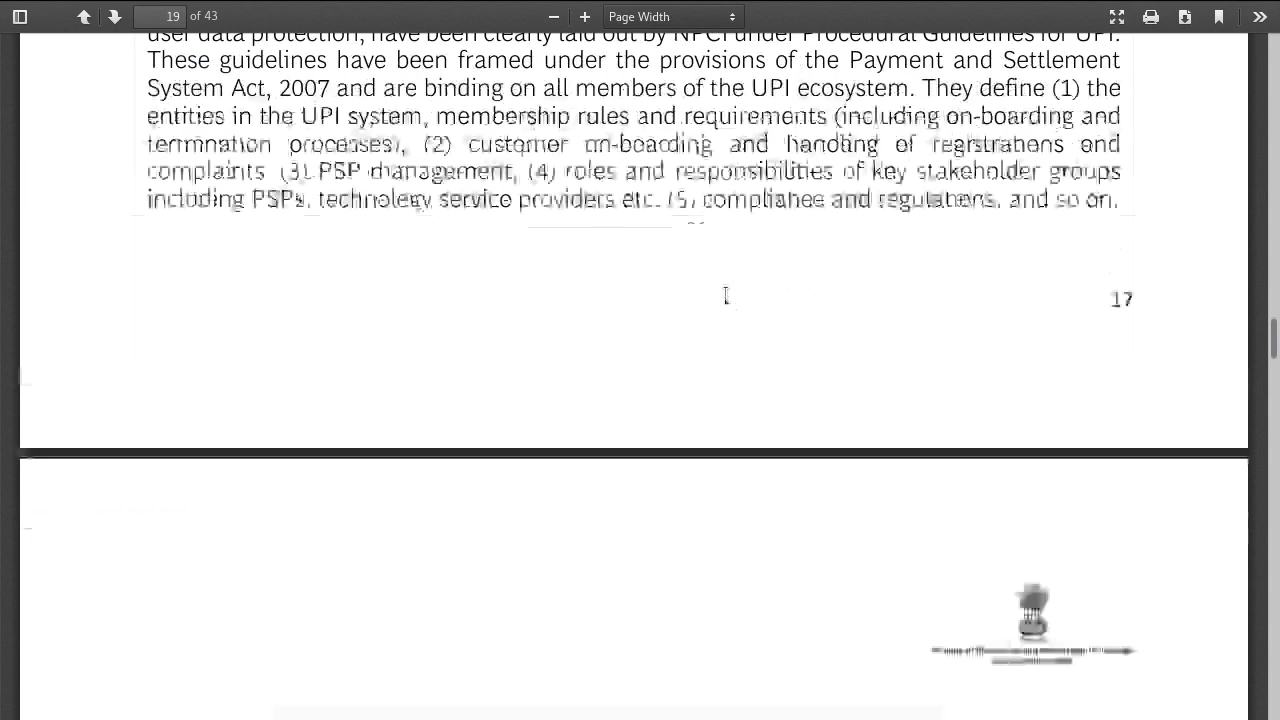 19 of 43
Page Width
user data protection, have been clearly laid out by NPCI under Procedural Guidelines for UPI.
These guidelines have been framed under the provisions of the Payment and Settlement
System Act, 2007 and are binding on all members of the UPI ecosystem. They define (1) the
entities in the UPI system, membership rules and requirements (including on-boarding and
termination processes), (2) customer on-boarding and handling of registrations and
complaints (3) PSP management, (4) roles and responsibilities of key stakeholder groups
including PSPs, technology service providers etc. (5) compliance and regulations, and so on.
17